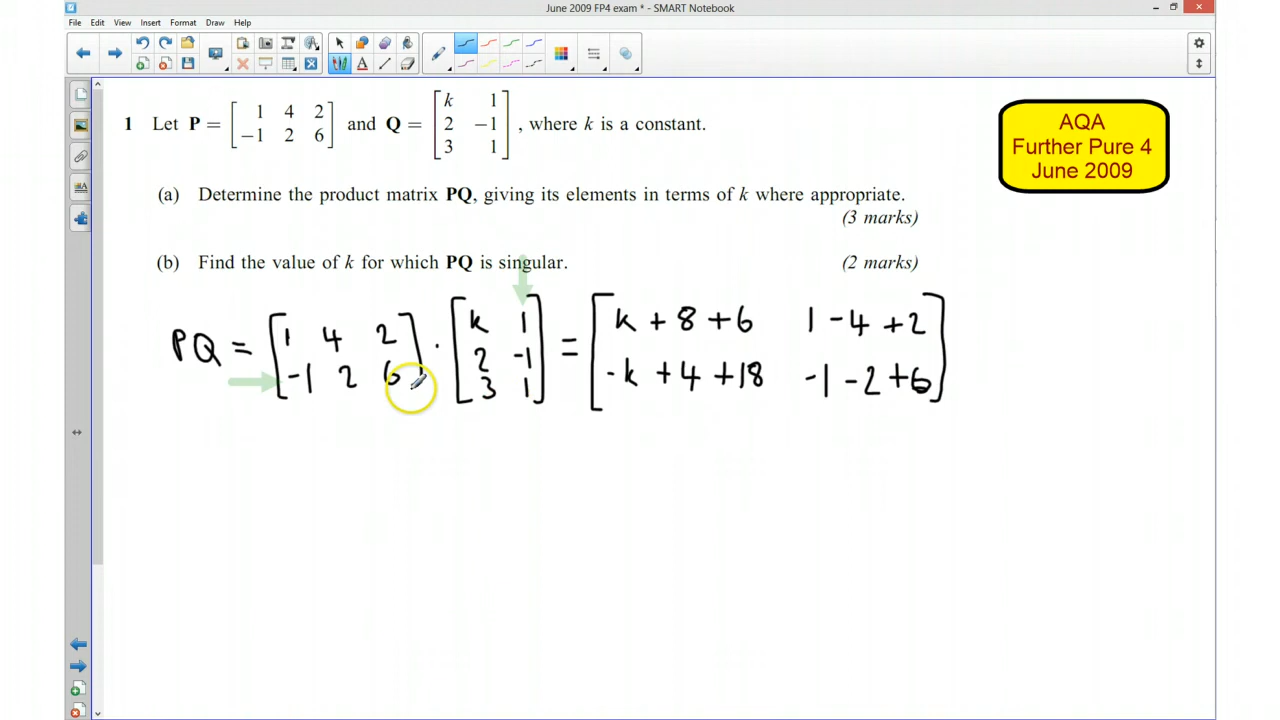 June 2009 FP4 exam * - SMART Notebook
File Edit View Insert Format Draw Help
AQA
Further Pure 4
June 2009
1 Let P = [ 1 4 2 ; −1 2 6 ] and Q = [ k 1 ; 2 −1 ; 3 1 ] , where k is a constant.
(a) Determine the product matrix PQ, giving its elements in terms of k where appropriate.
(3 marks)
(b) Find the value of k for which PQ is singular. (2 marks)
PQ = [ 1 4 2 ; -1 2 6 ] · [ k 1 ; 2 -1 ; 3 1 ] = [ k + 8 + 6 1 - 4 + 2 ; -k + 4 + 18 -1 - 2 + 6 ]